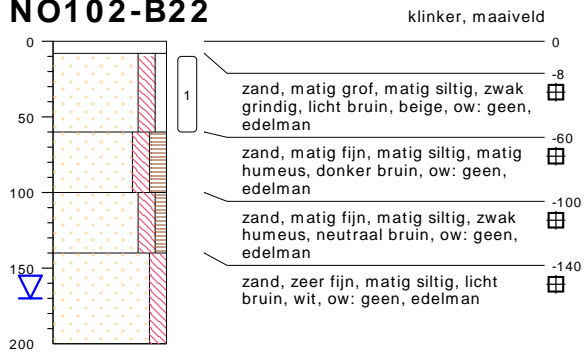 NO102-B22
klinker, maaiveld
0
0
-8
zand, matig grof, matig siltig, zwak
grindig, licht bruin, beige, ow: geen,
edelman
1
50
-60
zand, matig fijn, matig siltig, matig
humeus, donker bruin, ow: geen,
edelman
100
-100
zand, matig fijn, matig siltig, zwak
humeus, neutraal bruin, ow: geen,
edelman
150
-140
zand, zeer fijn, matig siltig, licht
bruin, wit, ow: geen, edelman
200